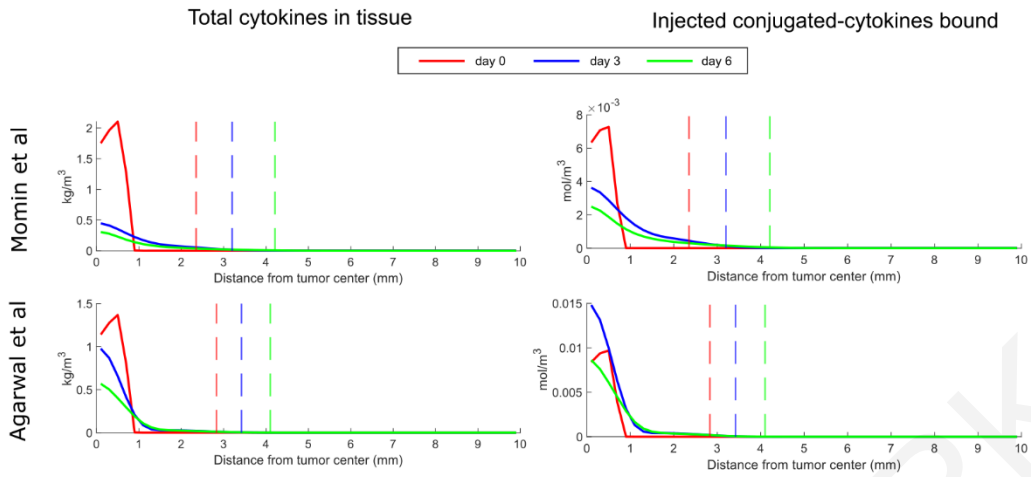 Total cytokines in tissue
Injected conjugated-cytokines bound
day 0 day 3 day 6
Momin et al
2
1.5
1
0.5
0
kg/m³
0 1 2 3 4 5 6 7 8 9 10
Distance from tumor center (mm)
× 10⁻³
8
6
4
2
0
mol/m³
0 1 2 3 4 5 6 7 8 9 10
Distance from tumor center (mm)
Agarwal et al
1.5
1
0.5
0
kg/m³
0 1 2 3 4 5 6 7 8 9 10
Distance from tumor center (mm)
0.015
0.01
0.005
0
mol/m³
0 1 2 3 4 5 6 7 8 9 10
Distance from tumor center (mm)